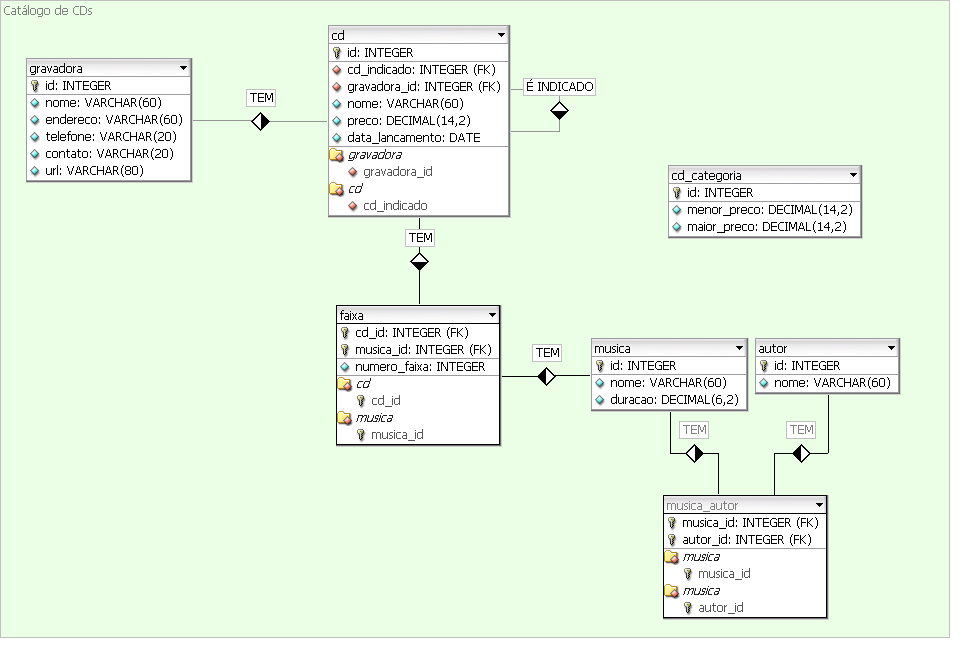 Catálogo de CDs
gravadora
id: INTEGER
nome: VARCHAR(60)
endereco: VARCHAR(60)
telefone: VARCHAR(20)
contato: VARCHAR(20)
url: VARCHAR(80)
TEM
cd
id: INTEGER
cd_indicado: INTEGER (FK)
gravadora_id: INTEGER (FK)
nome: VARCHAR(60)
preco: DECIMAL(14,2)
data_lancamento: DATE
gravadora
gravadora_id
cd
cd_indicado
É INDICADO
cd_categoria
id: INTEGER
menor_preco: DECIMAL(14,2)
maior_preco: DECIMAL(14,2)
TEM
faixa
cd_id: INTEGER (FK)
musica_id: INTEGER (FK)
numero_faixa: INTEGER
cd
cd_id
musica
musica_id
TEM
musica
id: INTEGER
nome: VARCHAR(60)
duracao: DECIMAL(6,2)
autor
id: INTEGER
nome: VARCHAR(60)
TEM
TEM
musica_autor
musica_id: INTEGER (FK)
autor_id: INTEGER (FK)
musica
musica_id
musica
autor_id